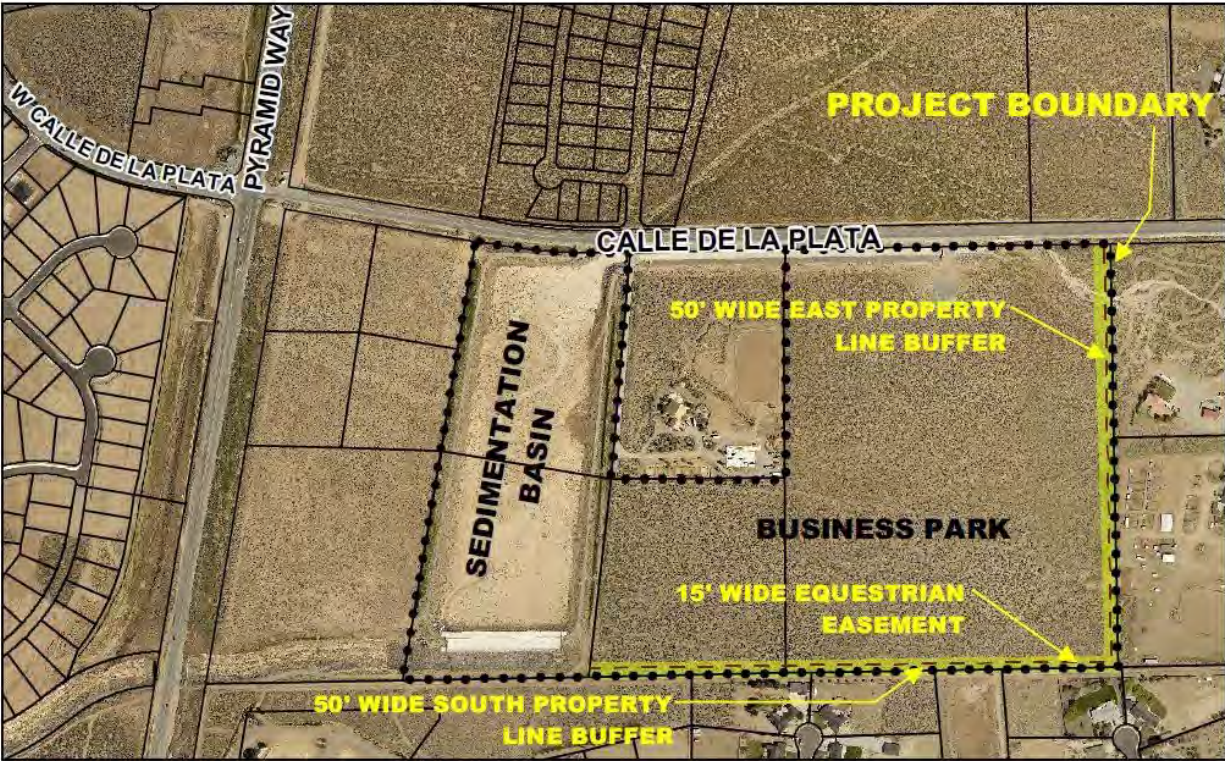 PYRAMID WAY
W CALLE DE LA PLATA
PROJECT BOUNDARY
CALLE DE LA PLATA
50' WIDE EAST PROPERTY
LINE BUFFER
SEDIMENTATION
BASIN
BUSINESS PARK
15' WIDE EQUESTRIAN
EASEMENT
50' WIDE SOUTH PROPERTY
LINE BUFFER